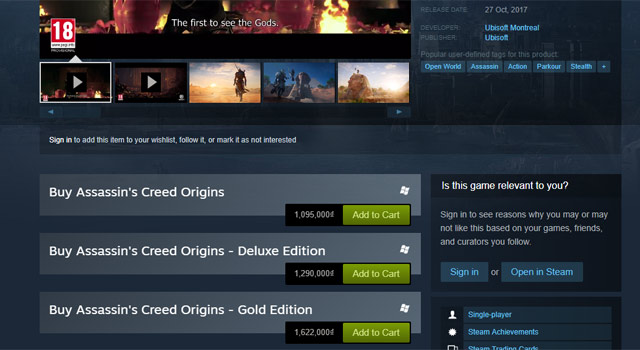 The first to see the Gods.
18
www.pegi.info
PROVISIONAL
RELEASE DATE: 27 Oct, 2017
DEVELOPER: Ubisoft Montreal
PUBLISHER: Ubisoft
Popular user-defined tags for this product:
Open World Assassin Action Parkour Stealth +
Sign in to add this item to your wishlist, follow it, or mark it as not interested
Buy Assassin's Creed Origins
1,095,000₫ Add to Cart
Buy Assassin's Creed Origins - Deluxe Edition
1,290,000₫ Add to Cart
Buy Assassin's Creed Origins - Gold Edition
1,622,000₫ Add to Cart
Is this game relevant to you?
Sign in to see reasons why you may or may
not like this based on your games, friends,
and curators you follow.
Sign in or Open in Steam
Single-player
Steam Achievements
Steam Trading Cards